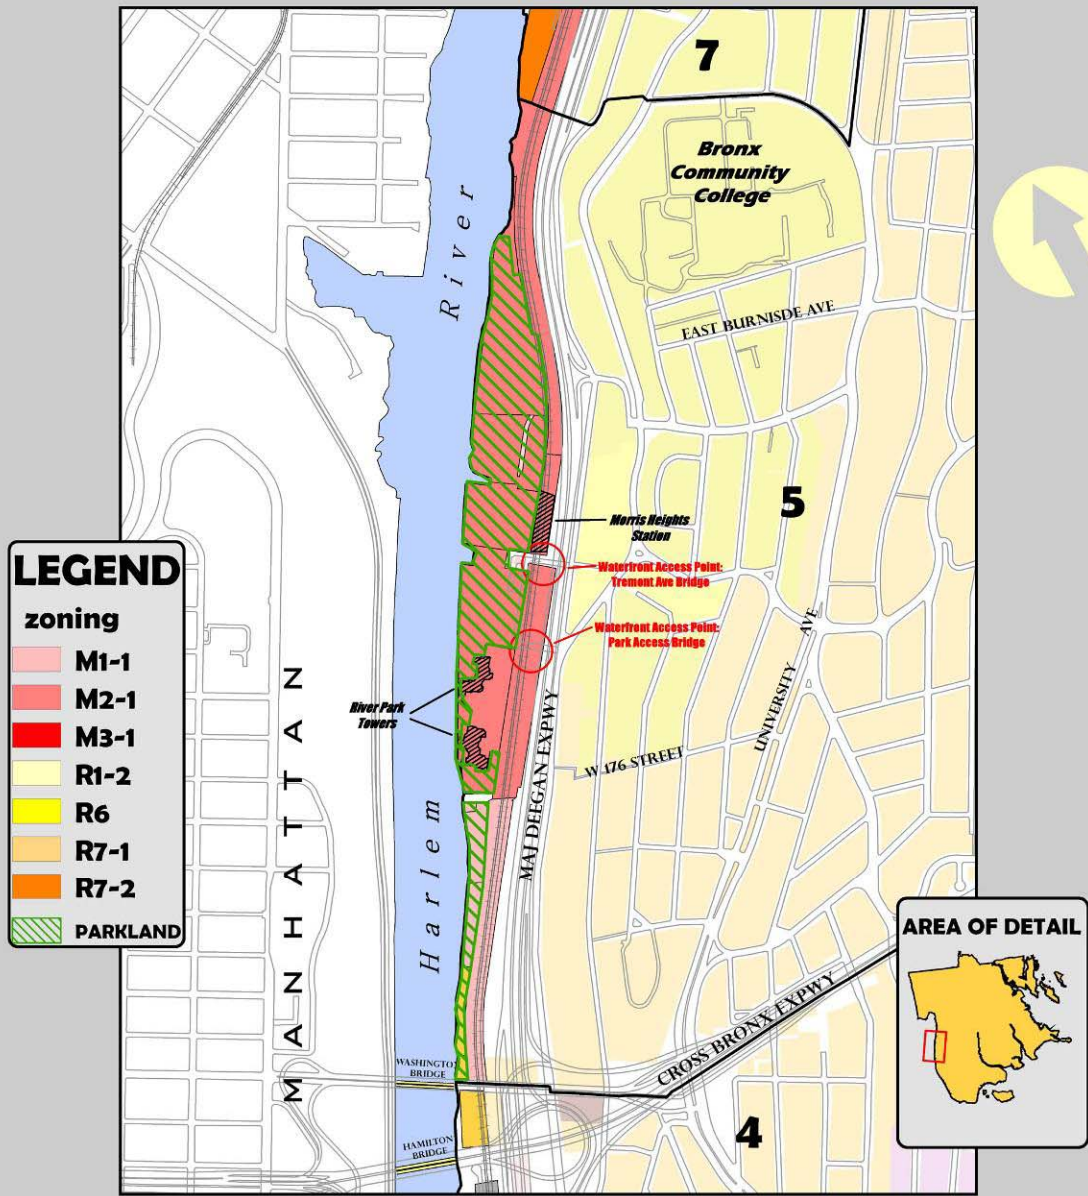 7
Bronx
Community
College
River
EAST BURNISDE AVE
5
Morris Heights
Station
Waterfront Access Point:
Tremont Ave Bridge
Waterfront Access Point:
Park Access Bridge
LEGEND
zoning
M1-1
M2-1
M3-1
R1-2
R6
R7-1
R7-2
PARKLAND
MANHATTAN
River Park
Towers
UNIVERSITY AVE
W 176 STREET
MAJ DEEGAN EXPWY
Harlem
AREA OF DETAIL
CROSS BRONX EXPWY
WASHINGTON
BRIDGE
HAMILTON
BRIDGE
4